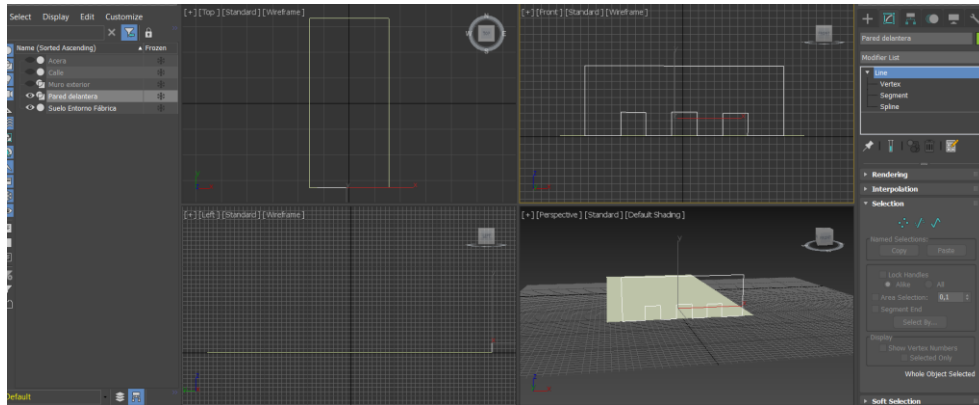 Select Display Edit Customize
Name (Sorted Ascending) ▲ Frozen
Acera
Calle
Muro exterior
Pared delantera
Suelo Entorno Fábrica
Default
[+] [Top] [Standard] [Wireframe]
N
W
E
S
[+] [Front] [Standard] [Wireframe]
[+] [Left] [Standard] [Wireframe]
[+] [Perspective] [Standard] [Default Shading]
Pared delantera
Modifier List
Line
Vertex
Segment
Spline
Rendering
Interpolation
Selection
Named Selections:
Copy Paste
Lock Handles
Alike All
Area Selection: 0,1
Segment End
Select By...
Display
Show Vertex Numbers
Selected Only
Whole Object Selected
Soft Selection